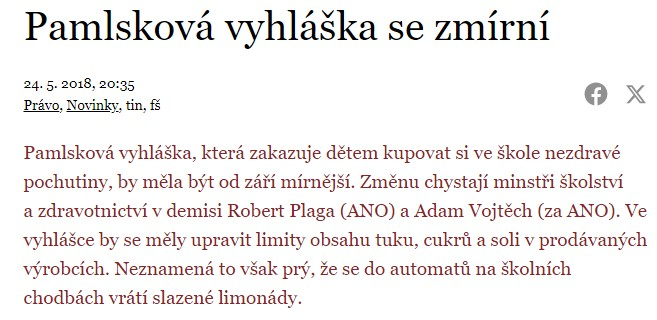 Pamlsková vyhláška se zmírní
24. 5. 2018, 20:35
Právo, Novinky, tin, fš
Pamlsková vyhláška, která zakazuje dětem kupovat si ve škole nezdravé
pochutiny, by měla být od září mírnější. Změnu chystají minstři školství
a zdravotnictví v demisi Robert Plaga (ANO) a Adam Vojtěch (za ANO). Ve
vyhlášce by se měly upravit limity obsahu tuku, cukrů a soli v prodávaných
výrobcích. Neznamená to však prý, že se do automatů na školních
chodbách vrátí slazené limonády.